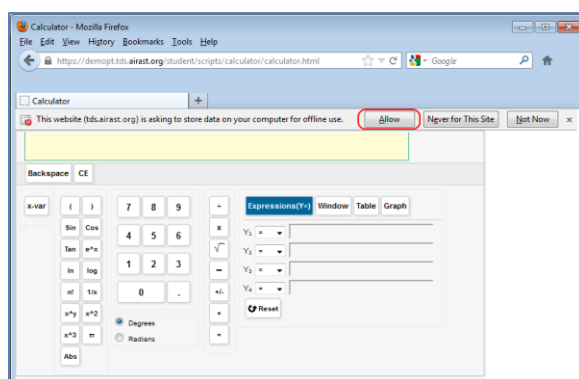 Calculator - Mozilla Firefox
File Edit View History Bookmarks Tools Help
https://demopt.tds.airast.org/student/scripts/calculator/calculator.html Google
Calculator +
This website (tds.airast.org) is asking to store data on your computer for offline use. Allow Never for This Site Not Now ×
Backspace CE
x-var ( ) 7 8 9 ÷ Expressions(Y=) Window Table Graph
Sin Cos 4 5 6 x Y₁ =
Tan e^x √ Y₂ =
ln log 1 2 3 − Y₃ =
n! 1/x 0 . +/- Y₄ =
x^y x^2 + Reset
Degrees
x^3 π Radians =
Abs